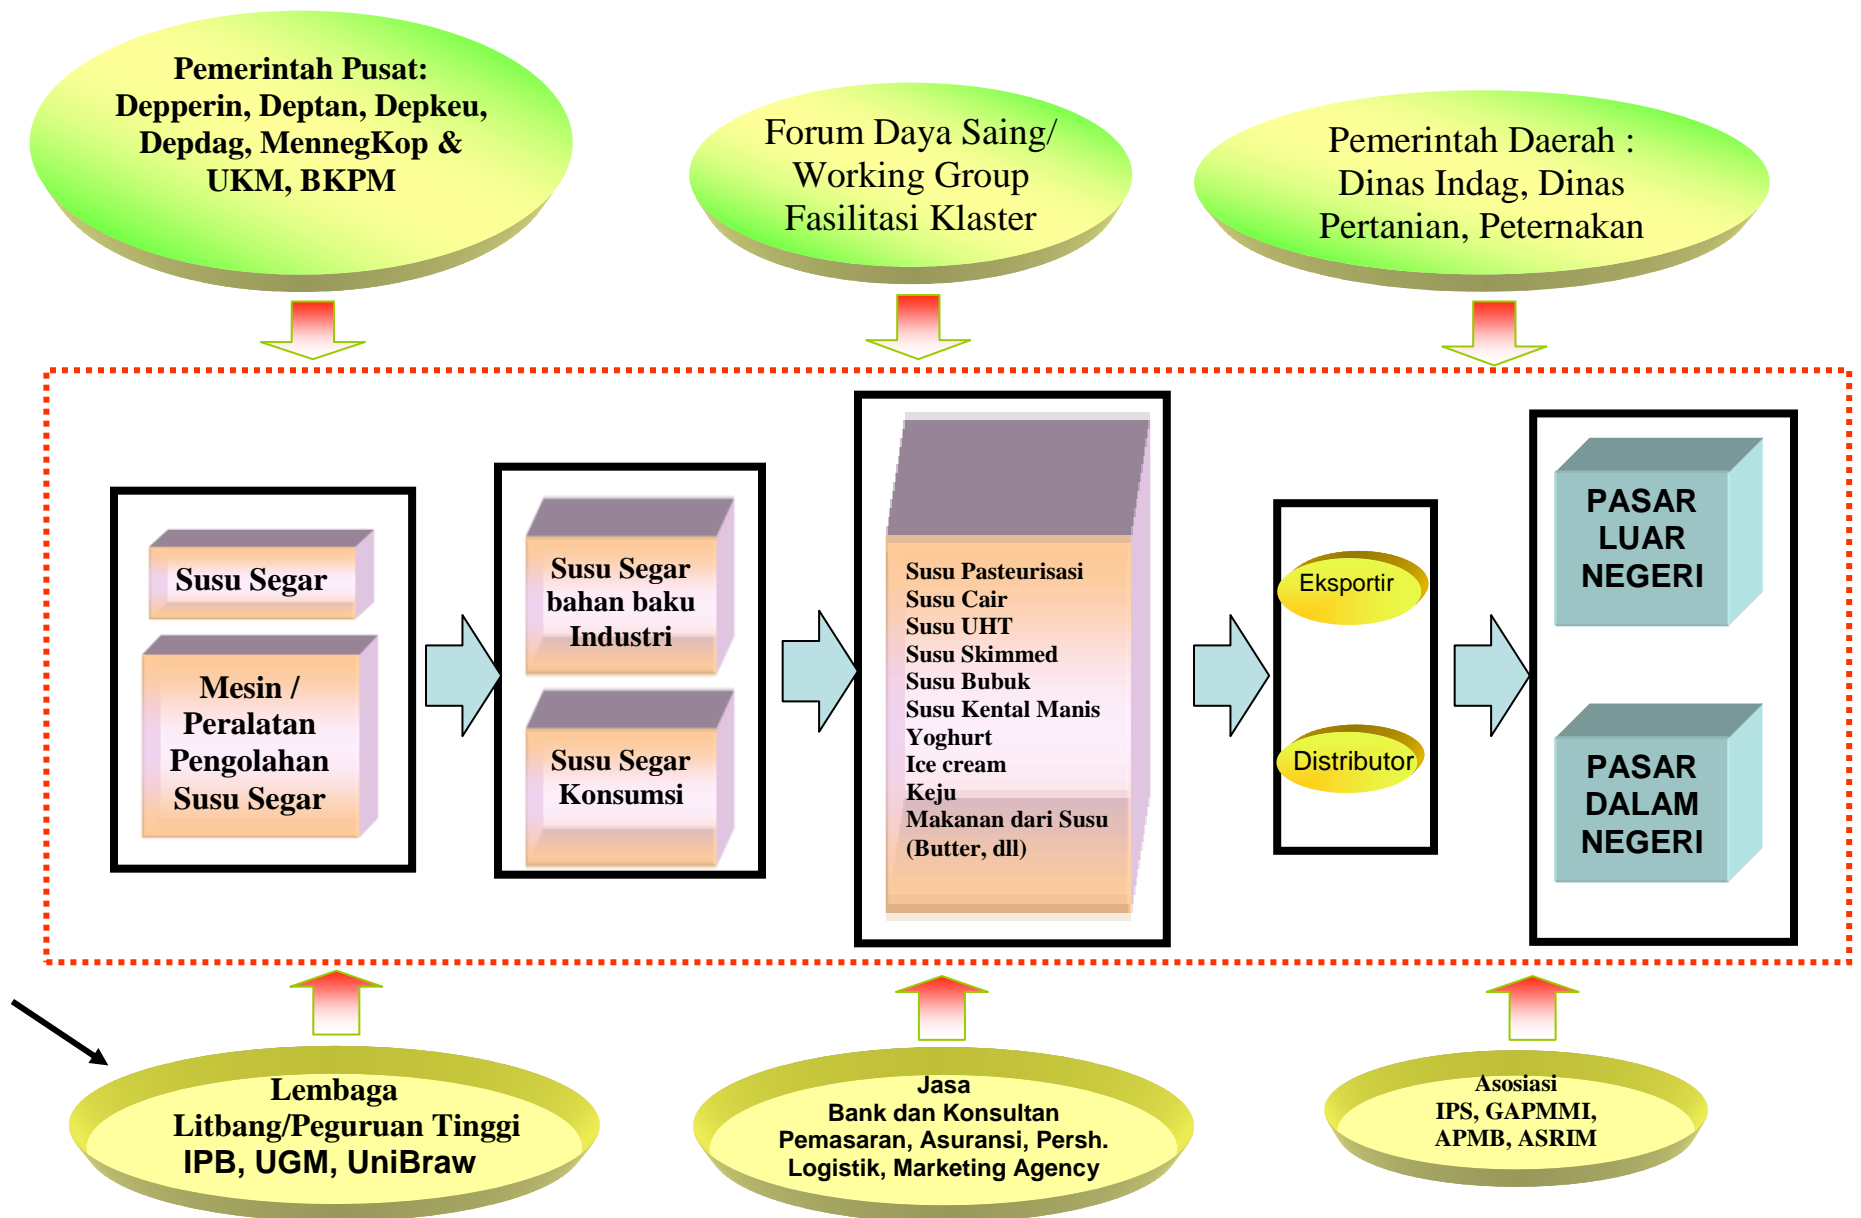 Pemerintah Pusat:
Depperin, Deptan, Depkeu,
Depdag, MennegKop &
UKM, BKPM
Forum Daya Saing/
Working Group
Fasilitasi Klaster
Pemerintah Daerah :
Dinas Indag, Dinas
Pertanian, Peternakan
Susu Segar
Mesin /
Peralatan
Pengolahan
Susu Segar
Susu Segar
bahan baku
Industri
Susu Segar
Konsumsi
Susu Pasteurisasi
Susu Cair
Susu UHT
Susu Skimmed
Susu Bubuk
Susu Kental Manis
Yoghurt
Ice cream
Keju
Makanan dari Susu
(Butter, dll)
Eksportir
Distributor
PASAR
LUAR
NEGERI
PASAR
DALAM
NEGERI
Lembaga
Litbang/Peguruan Tinggi
IPB, UGM, UniBraw
Jasa
Bank dan Konsultan
Pemasaran, Asuransi, Persh.
Logistik, Marketing Agency
Asosiasi
IPS, GAPMMI,
APMB, ASRIM